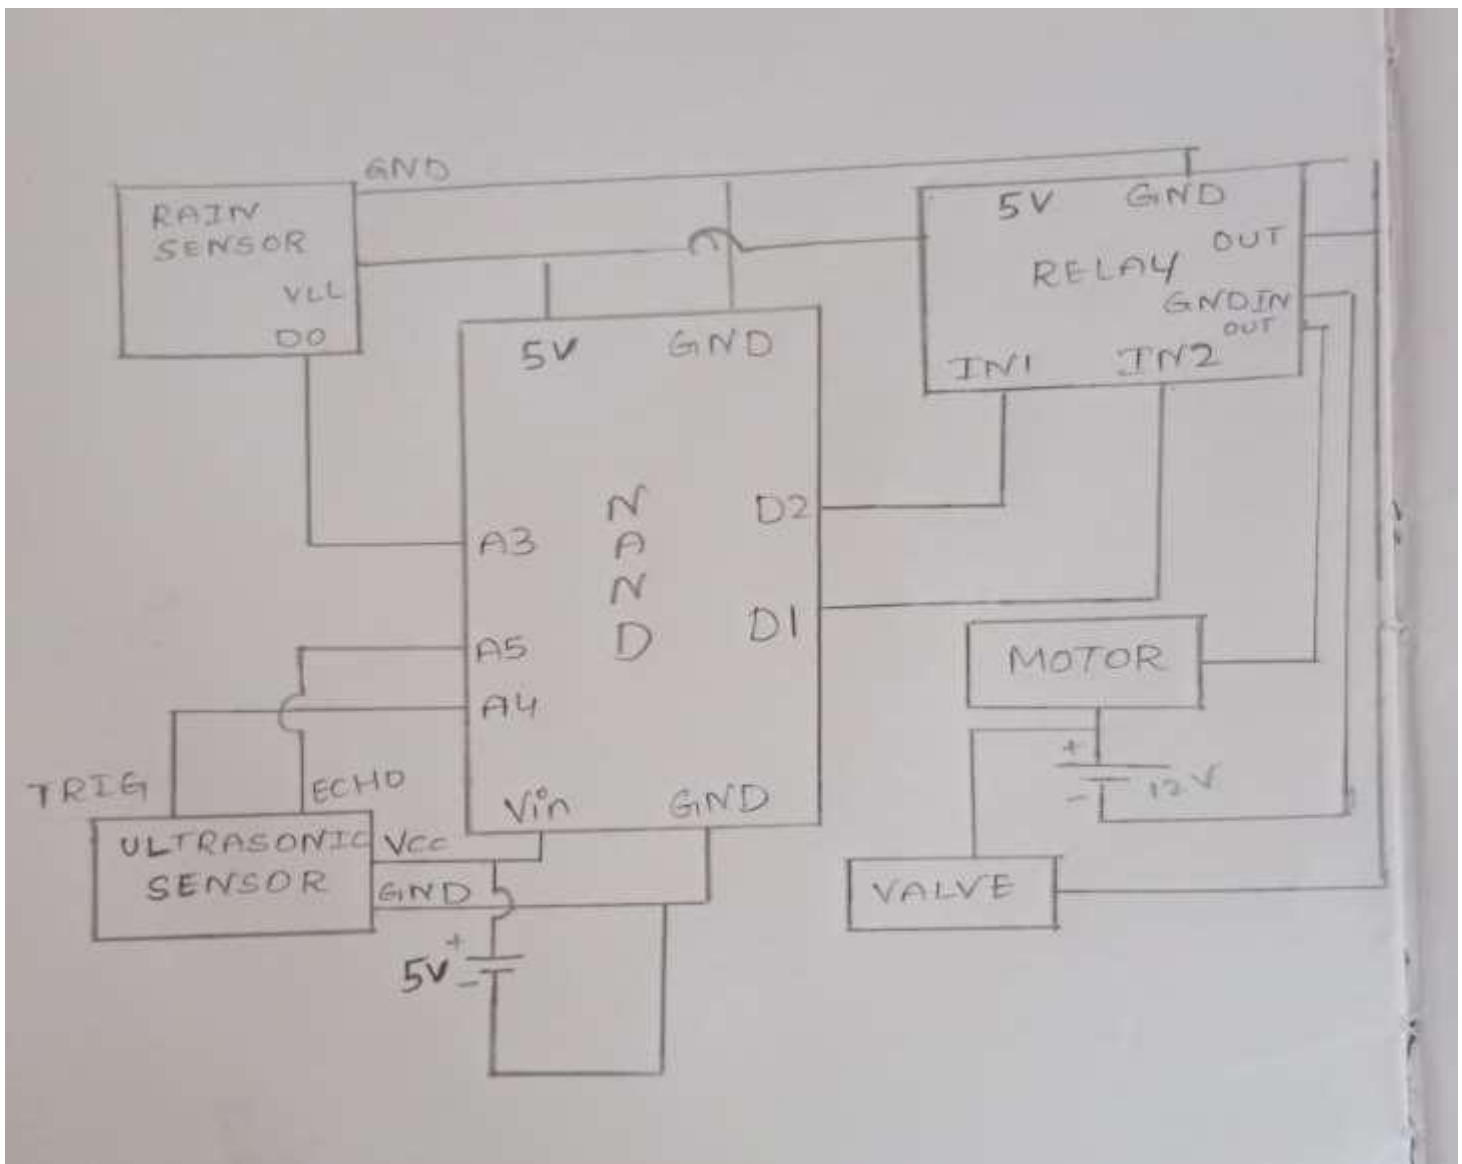 GND
RAIN
SENSOR
VLL
DO
5V GND
OUT
RELAY
GNDIN
OUT
IN1 IN2
5V GND
N
A
N
D
D2
A3
D1
A5
A4
MOTOR
TRIG
ECHO
Vin GND
+
12V
-
ULTRASONIC
SENSOR
Vcc
GND
VALVE
+
5V
-